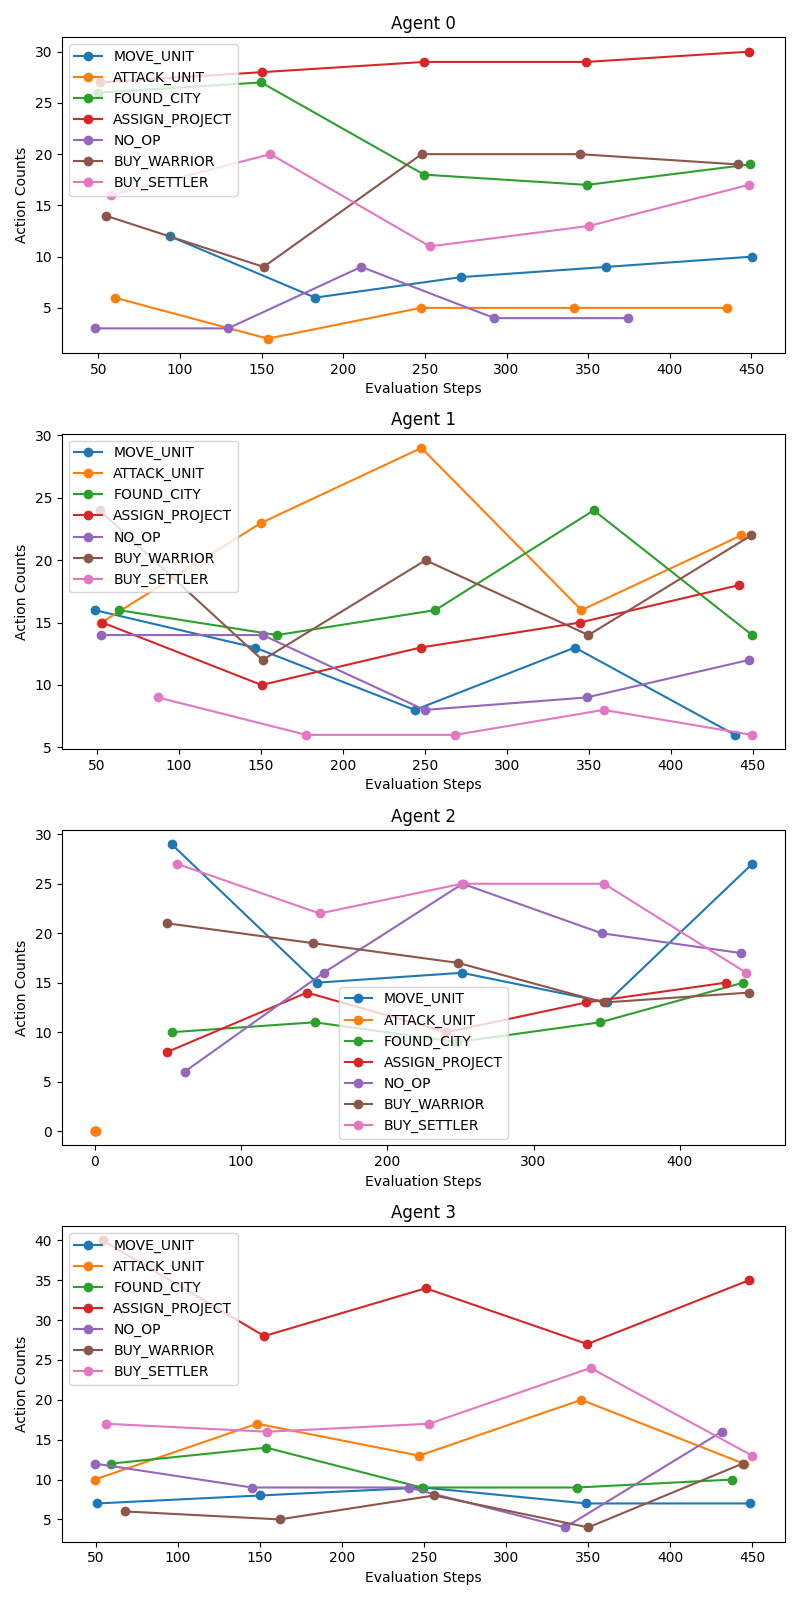 Agent 0
30
25
20
15
10
5
Action Counts
MOVE_UNIT
ATTACK_UNIT
FOUND_CITY
ASSIGN_PROJECT
NO_OP
BUY_WARRIOR
BUY_SETTLER
50 100 150 200 250 300 350 400 450
Evaluation Steps
Agent 1
30
25
20
15
10
5
Action Counts
MOVE_UNIT
ATTACK_UNIT
FOUND_CITY
ASSIGN_PROJECT
NO_OP
BUY_WARRIOR
BUY_SETTLER
50 100 150 200 250 300 350 400 450
Evaluation Steps
Agent 2
30
25
20
15
10
5
0
Action Counts
MOVE_UNIT
ATTACK_UNIT
FOUND_CITY
ASSIGN_PROJECT
NO_OP
BUY_WARRIOR
BUY_SETTLER
0 100 200 300 400
Evaluation Steps
Agent 3
40
35
30
25
20
15
10
5
Action Counts
MOVE_UNIT
ATTACK_UNIT
FOUND_CITY
ASSIGN_PROJECT
NO_OP
BUY_WARRIOR
BUY_SETTLER
50 100 150 200 250 300 350 400 450
Evaluation Steps